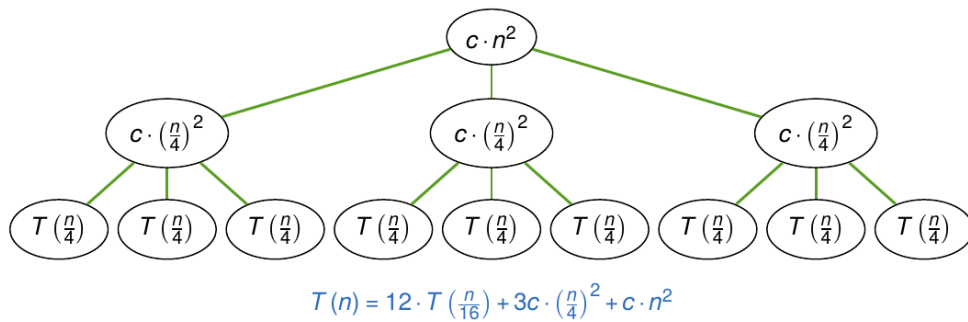 c · n²
c · (n/4)² c · (n/4)² c · (n/4)²
T (n/4) T (n/4) T (n/4) T (n/4) T (n/4) T (n/4) T (n/4) T (n/4) T (n/4)
T (n) = 12 · T (n/16) + 3c · (n/4)² + c · n²